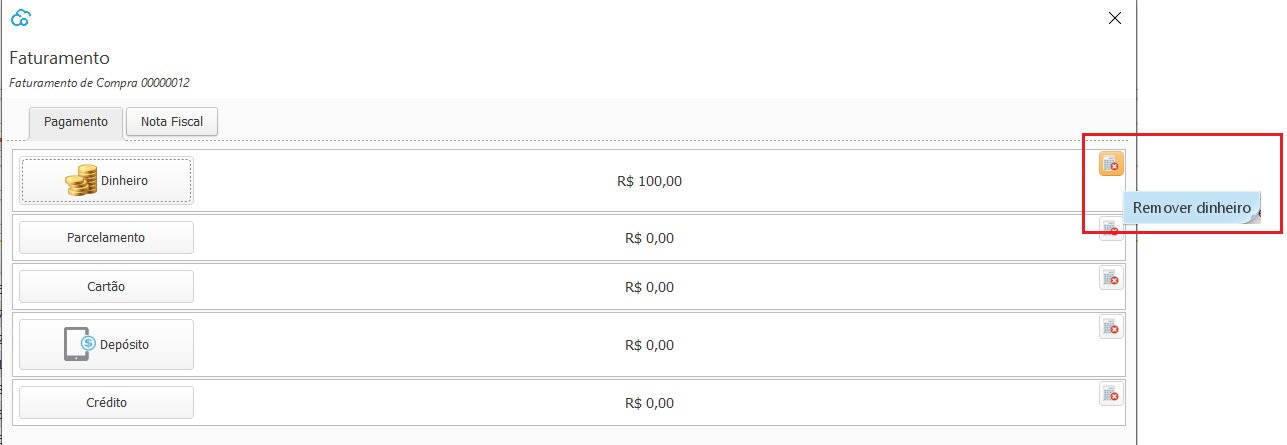 Faturamento
Faturamento de Compra 00000012
Pagamento Nota Fiscal
Dinheiro R$ 100,00
Remover dinheiro
Parcelamento R$ 0,00
Cartão R$ 0,00
Depósito R$ 0,00
Crédito R$ 0,00